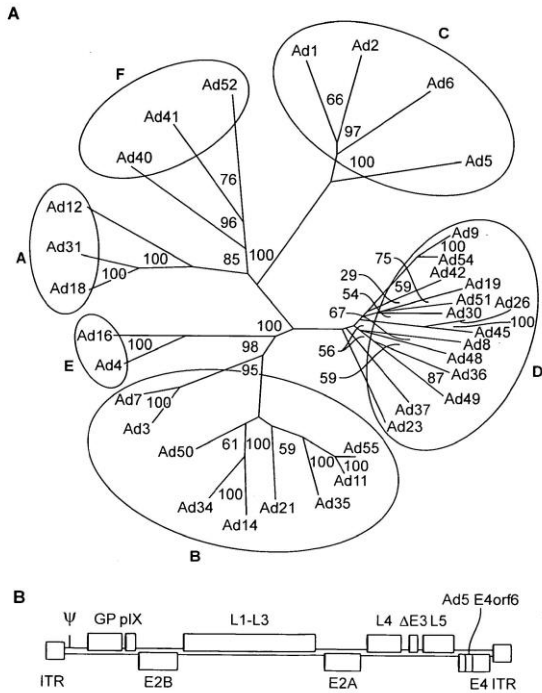 A
C
F
Ad1
Ad2
Ad52
Ad6
Ad41
66
97
Ad40
100
Ad5
76
96
Ad12
100
A
Ad31
100
85
100
Ad18
Ad9
100
75
Ad54
Ad42
29
59
Ad19
54
Ad51
Ad26
67
Ad30
100
Ad45
100
Ad16
Ad8
E
100
98
56
Ad48
Ad4
95
59
Ad36
D
87
Ad7
100
Ad49
Ad3
Ad37
Ad23
Ad50
61
100
59
Ad55
100
100
Ad11
Ad34
100
Ad35
Ad14
Ad21
B
B
Ad5 E4orf6
Ψ
GP pIX
L1-L3
L4
ΔE3
L5
ITR
E2B
E2A
E4
ITR